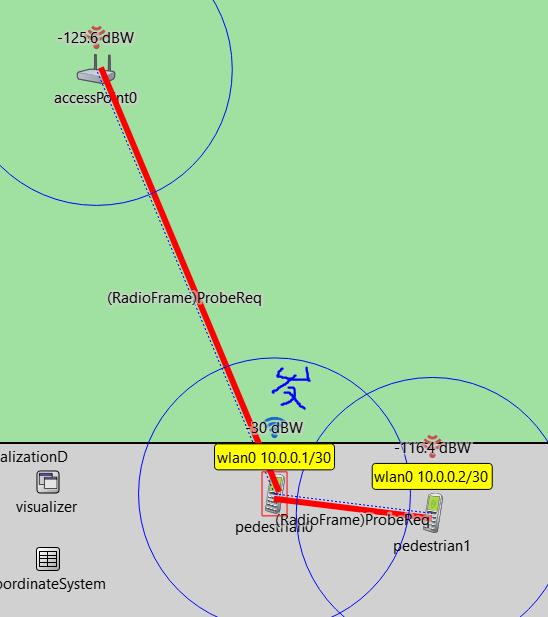 -125.6 dBW
accessPoint0
(RadioFrame)ProbeReq
发
-30 dBW
wlan0 10.0.0.1/30
-116.4 dBW
wlan0 10.0.0.2/30
alizationD
visualizer
pedestrian0
(RadioFrame)ProbeReq
pedestrian1
oordinateSystem